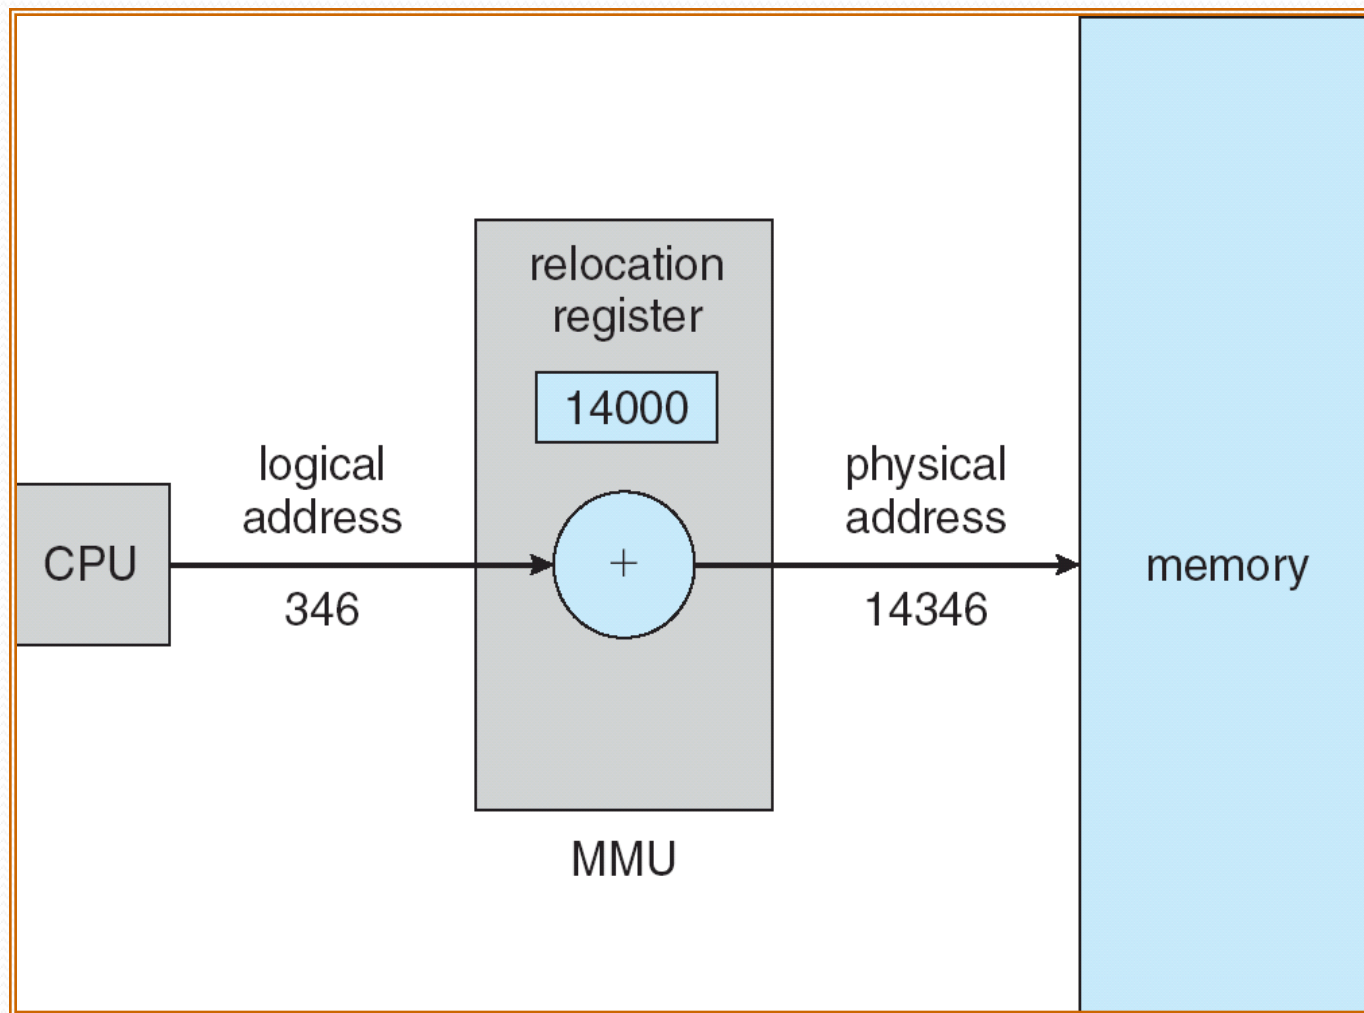 relocation
register
14000
logical
address
physical
address
CPU
+
memory
346
14346
MMU